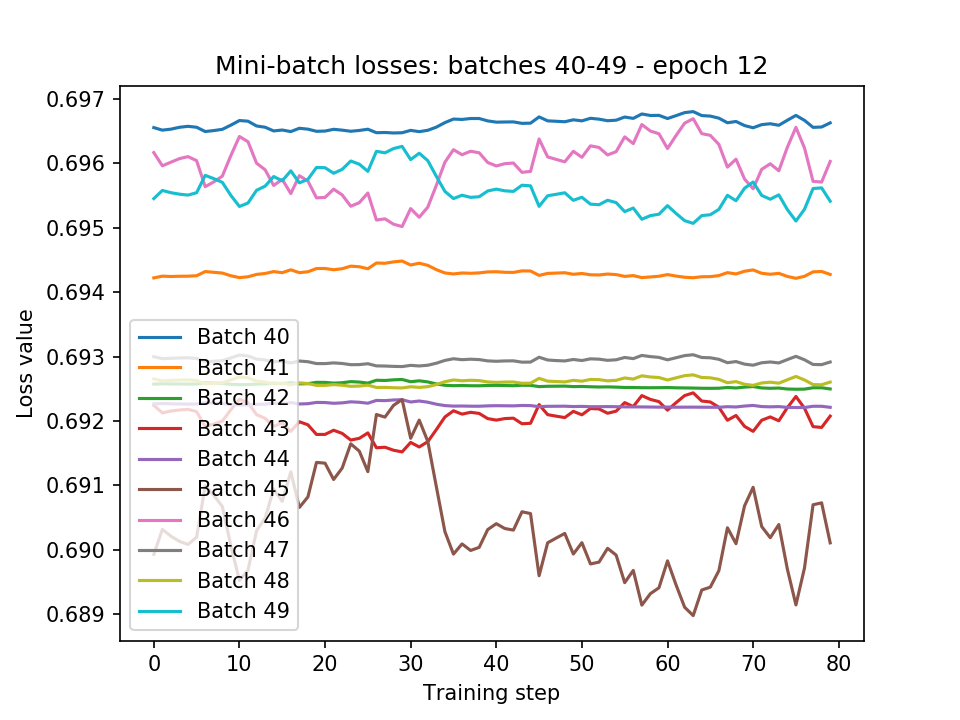 Mini-batch losses: batches 40-49 - epoch 12
0.697
0.696
0.695
0.694
0.693
0.692
0.691
0.690
0.689
Loss value
Batch 40
Batch 41
Batch 42
Batch 43
Batch 44
Batch 45
Batch 46
Batch 47
Batch 48
Batch 49
0 10 20 30 40 50 60 70 80
Training step